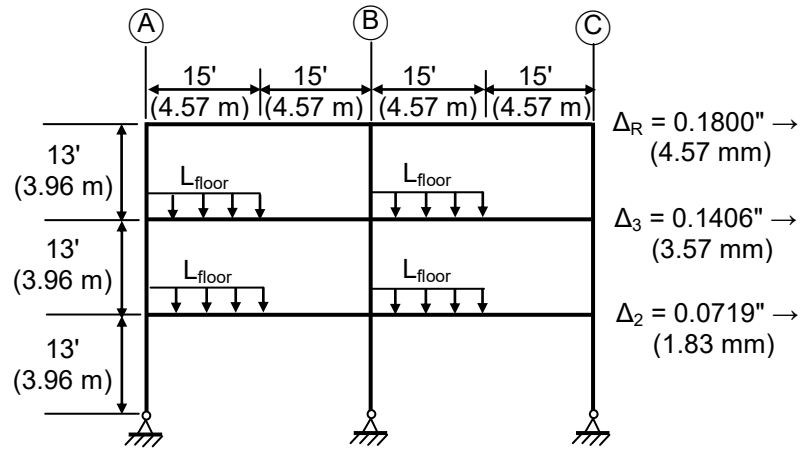 A B C
15' 15' 15' 15'
(4.57 m) (4.57 m) (4.57 m) (4.57 m)
ΔR = 0.1800" →
(4.57 mm)
13'
(3.96 m)
Lfloor Lfloor
Δ3 = 0.1406" →
(3.57 mm)
13'
(3.96 m)
Lfloor Lfloor
Δ2 = 0.0719" →
(1.83 mm)
13'
(3.96 m)